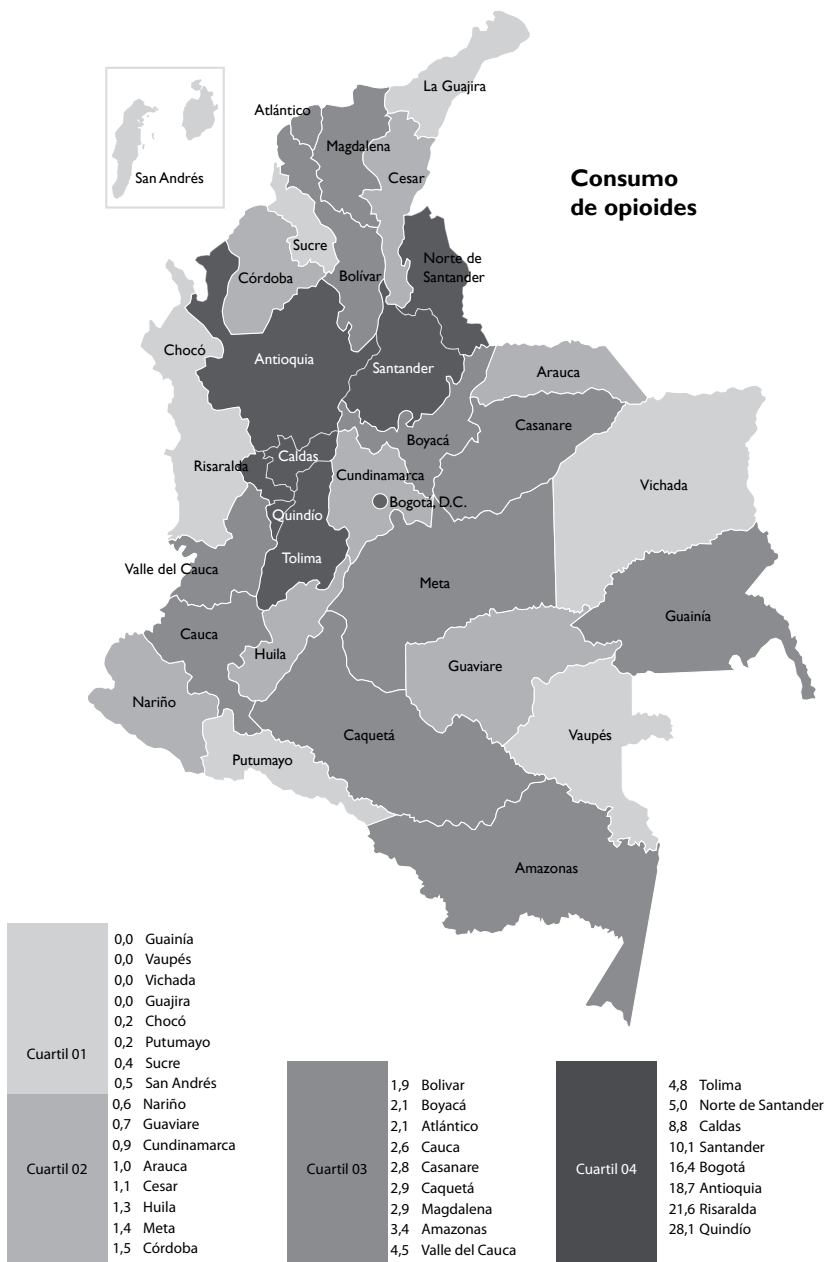 La Guajira
Atlántico
Magdalena
San Andrés
Cesar
Consumo
de opioides
Sucre
Norte de
Santander
Córdoba
Bolívar
Chocó
Antioquia
Santander
Arauca
Casanare
Boyacá
Caldas
Risaralda
Cundinamarca
Vichada
Bogotá, D.C.
Quindío
Tolima
Valle del Cauca
Meta
Guainía
Cauca
Huila
Guaviare
Nariño
Caquetá
Vaupés
Putumayo
Amazonas
Cuartil 01
0,0 Guainía
0,0 Vaupés
0,0 Vichada
0,0 Guajira
0,2 Chocó
0,2 Putumayo
0,4 Sucre
0,5 San Andrés
Cuartil 02
0,6 Nariño
0,7 Guaviare
0,9 Cundinamarca
1,0 Arauca
1,1 Cesar
1,3 Huila
1,4 Meta
1,5 Córdoba
Cuartil 03
1,9 Bolivar
2,1 Boyacá
2,1 Atlántico
2,6 Cauca
2,8 Casanare
2,9 Caquetá
2,9 Magdalena
3,4 Amazonas
4,5 Valle del Cauca
Cuartil 04
4,8 Tolima
5,0 Norte de Santander
8,8 Caldas
10,1 Santander
16,4 Bogotá
18,7 Antioquia
21,6 Risaralda
28,1 Quindío